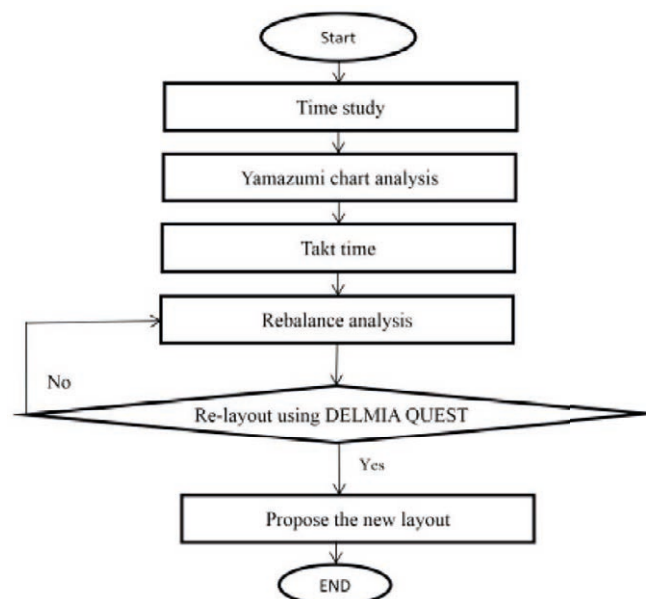 Start
Time study
Yamazumi chart analysis
Takt time
Rebalance analysis
No
Re-layout using DELMIA QUEST
Yes
Propose the new layout
END